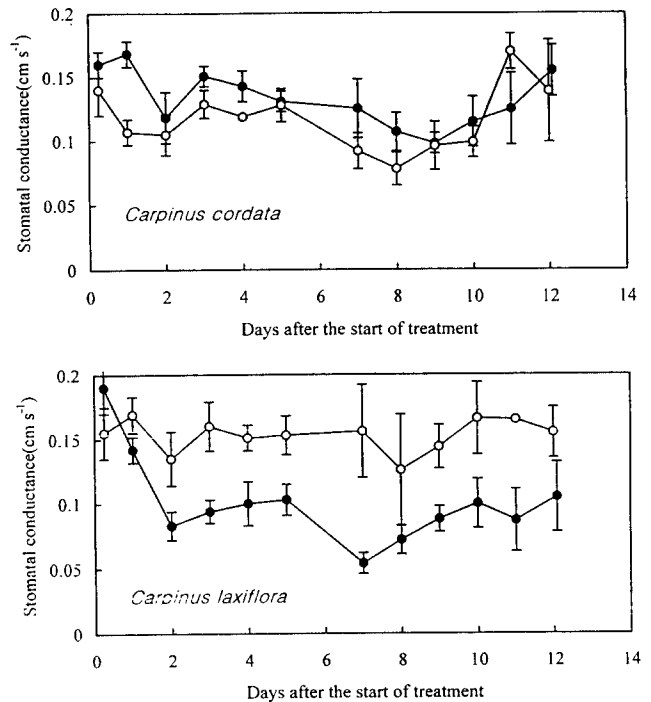 0.2
0.15
0.1
0.05
0
Stomatal conductance(cm s⁻¹)
Carpinus cordata
0 2 4 6 8 10 12 14
Days after the start of treatment
0.2
0.15
0.1
0.05
0
Stomatal conductance(cm s⁻¹)
Carpinus laxiflora
0 2 4 6 8 10 12 14
Days after the start of treatment